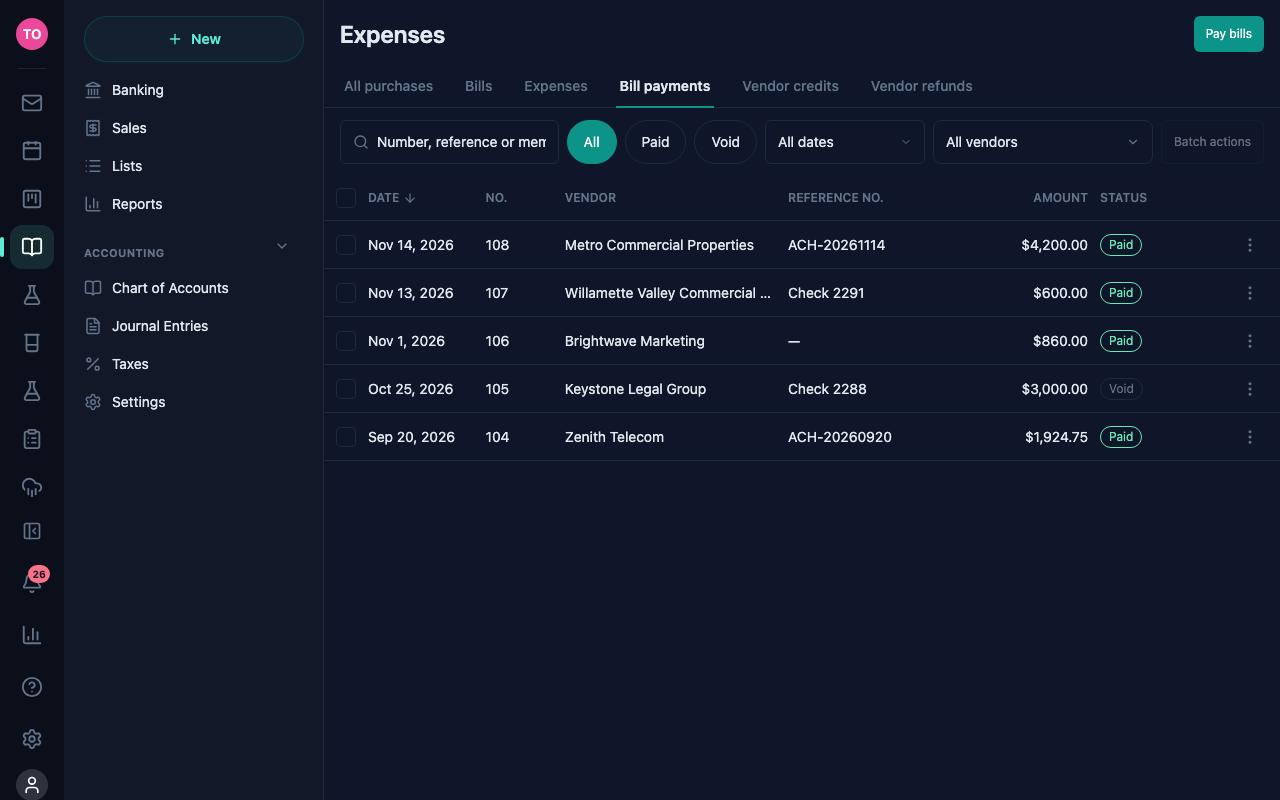 TO
26
New
Banking
Sales
Lists
Reports
ACCOUNTING
Chart of Accounts
Journal Entries
Taxes
Settings
Expenses
Pay bills
All purchases Bills Expenses Bill payments Vendor credits Vendor refunds
Number, reference or mem All Paid Void All dates All vendors Batch actions
DATE NO. VENDOR REFERENCE NO. AMOUNT STATUS
Nov 14, 2026 108 Metro Commercial Properties ACH-20261114 $4,200.00 Paid
Nov 13, 2026 107 Willamette Valley Commercial ... Check 2291 $600.00 Paid
Nov 1, 2026 106 Brightwave Marketing — $860.00 Paid
Oct 25, 2026 105 Keystone Legal Group Check 2288 $3,000.00 Void
Sep 20, 2026 104 Zenith Telecom ACH-20260920 $1,924.75 Paid